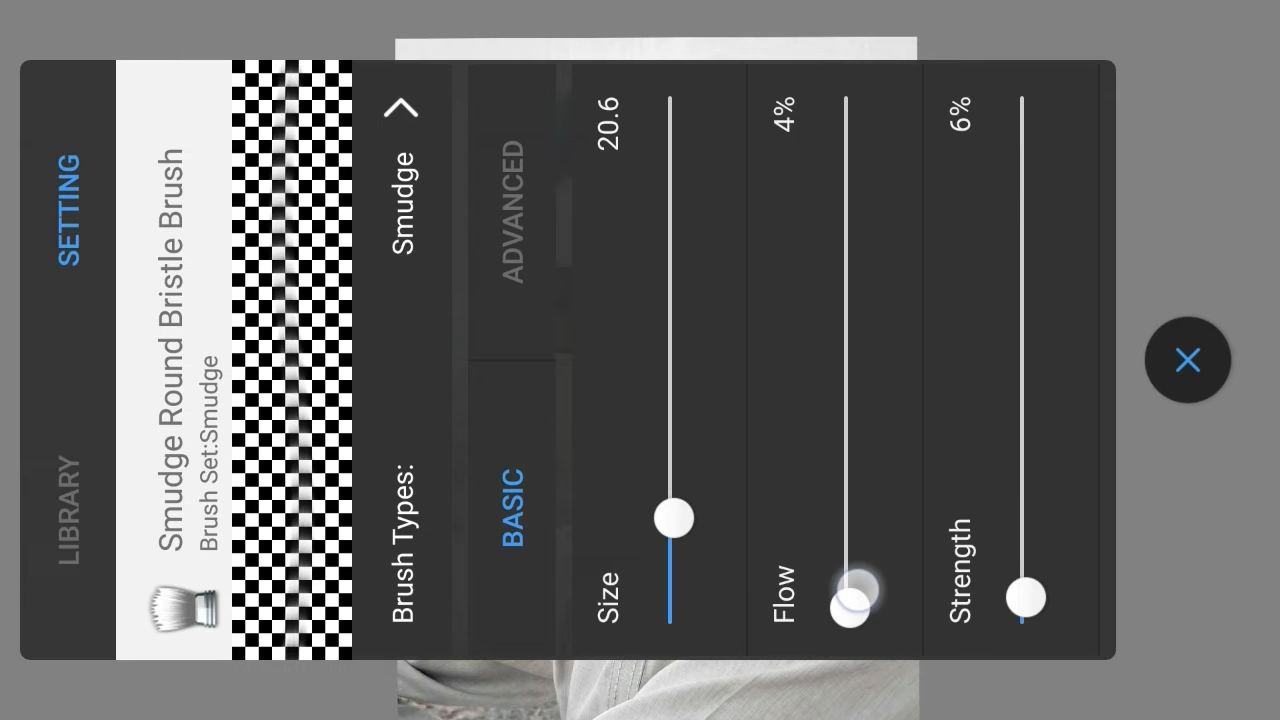 LIBRARY SETTING
Smudge Round Bristle Brush
Brush Set:Smudge
Brush Types: Smudge
BASIC ADVANCED
Size 20.6
Flow 4%
Strength 6%